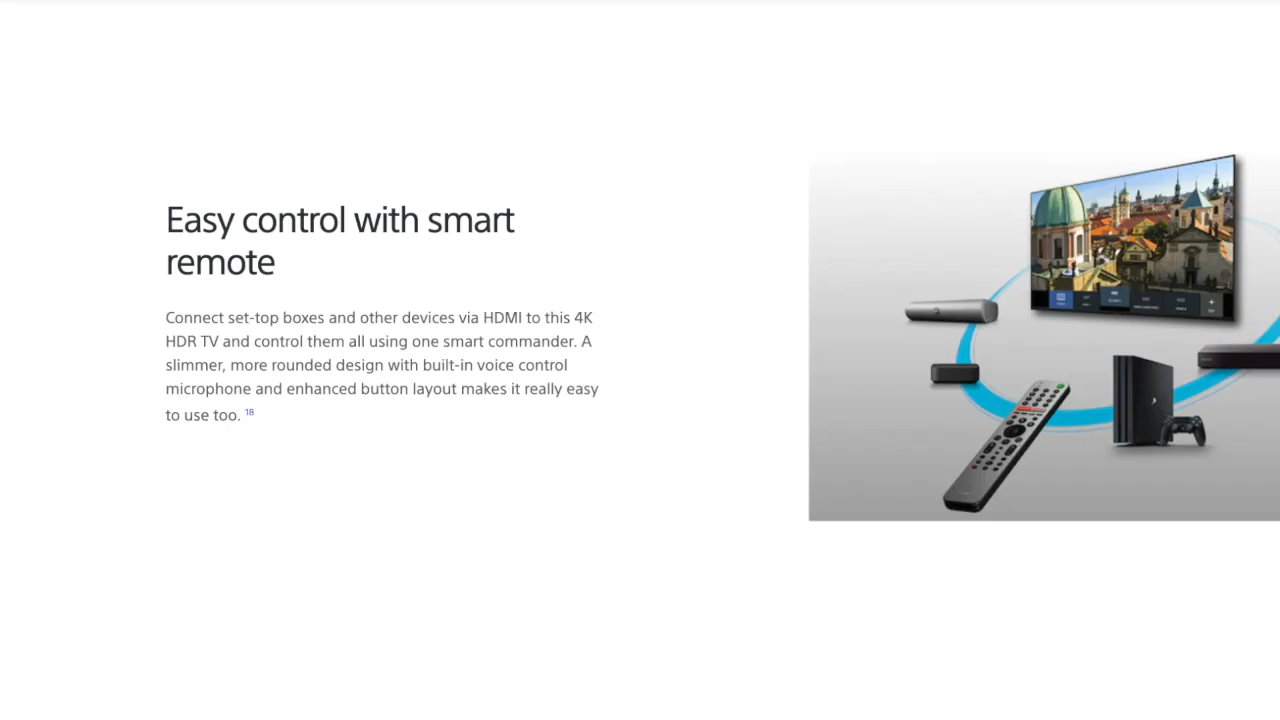 Easy control with smart
remote
Connect set-top boxes and other devices via HDMI to this 4K
HDR TV and control them all using one smart commander. A
slimmer, more rounded design with built-in voice control
microphone and enhanced button layout makes it really easy
to use too. 18